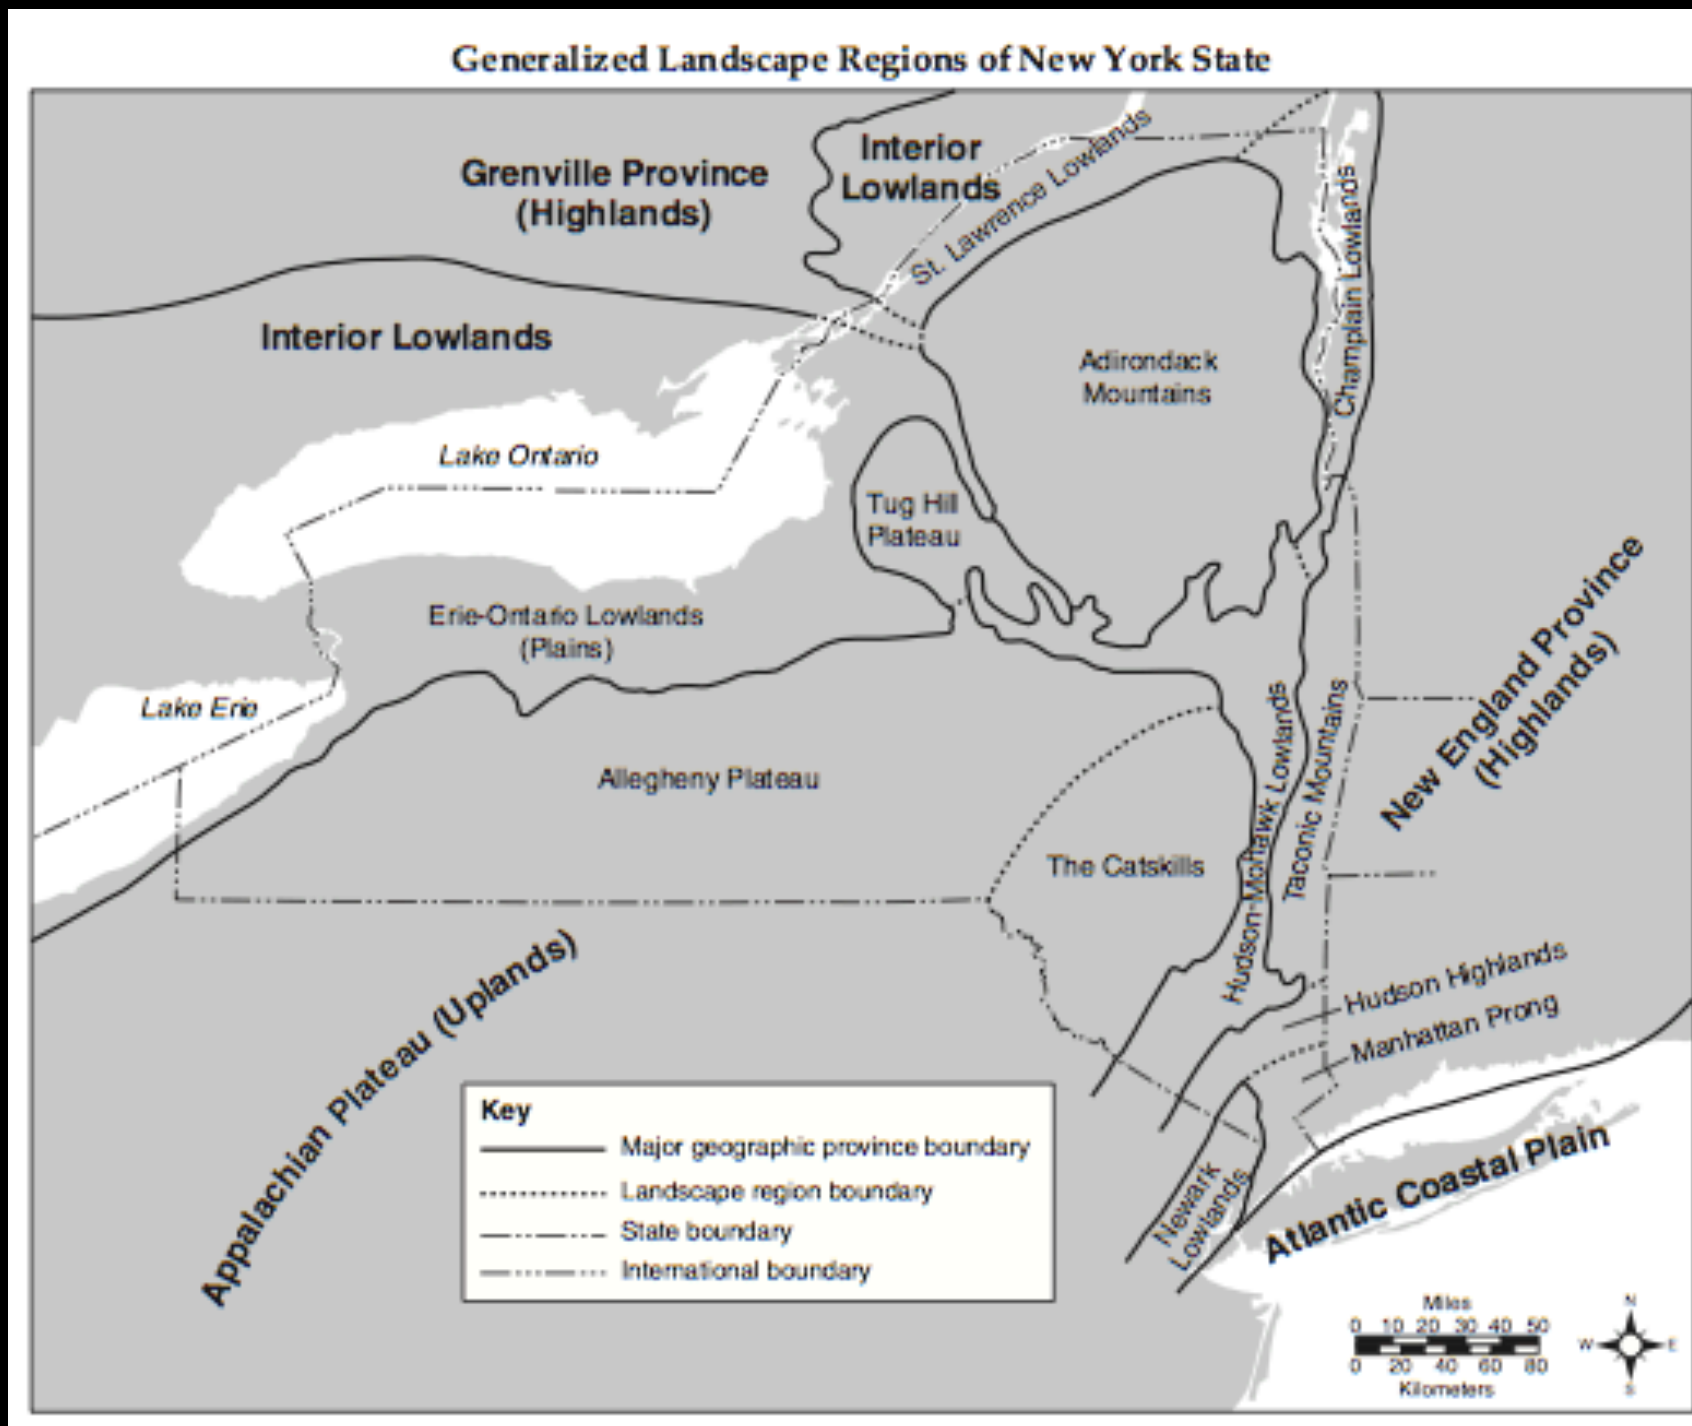 Generalized Landscape Regions of New York State
Grenville Province
(Highlands)
Interior
Lowlands
St. Lawrence Lowlands
Champlain Lowlands
Interior Lowlands
Adirondack
Mountains
Lake Ontario
Tug Hill
Plateau
Erie-Ontario Lowlands
(Plains)
Lake Erie
Allegheny Plateau
The Catskills
Hudson-Mohawk Lowlands
Taconic Mountains
New England Province
(Highlands)
Appalachian Plateau (Uplands)
Hudson Highlands
Manhattan Prong
Newark
Lowlands
Atlantic Coastal Plain
Key
Major geographic province boundary
Landscape region boundary
State boundary
International boundary
Miles
0 10 20 30 40 50
0 20 40 60 80
Kilometers
N
W E
S